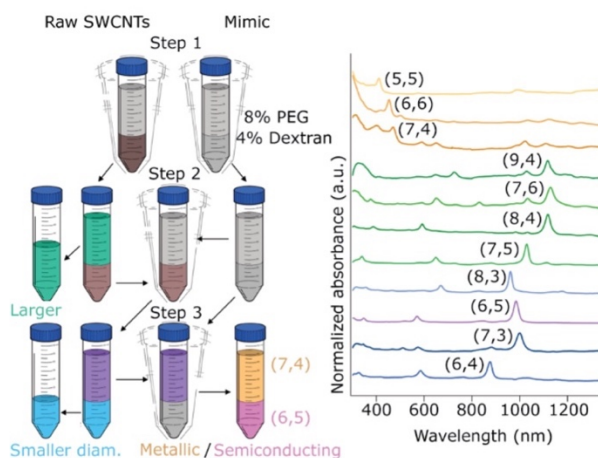 Raw SWCNTs Mimic
Step 1
8% PEG
4% Dextran
Step 2
Larger
Step 3
(7,4)
(6,5)
Smaller diam. Metallic / Semiconducting
Normalized absorbance (a.u.)
(5,5)
(6,6)
(7,4)
(9,4)
(7,6)
(8,4)
(7,5)
(8,3)
(6,5)
(7,3)
(6,4)
400 600 800 1000 1200
Wavelength (nm)